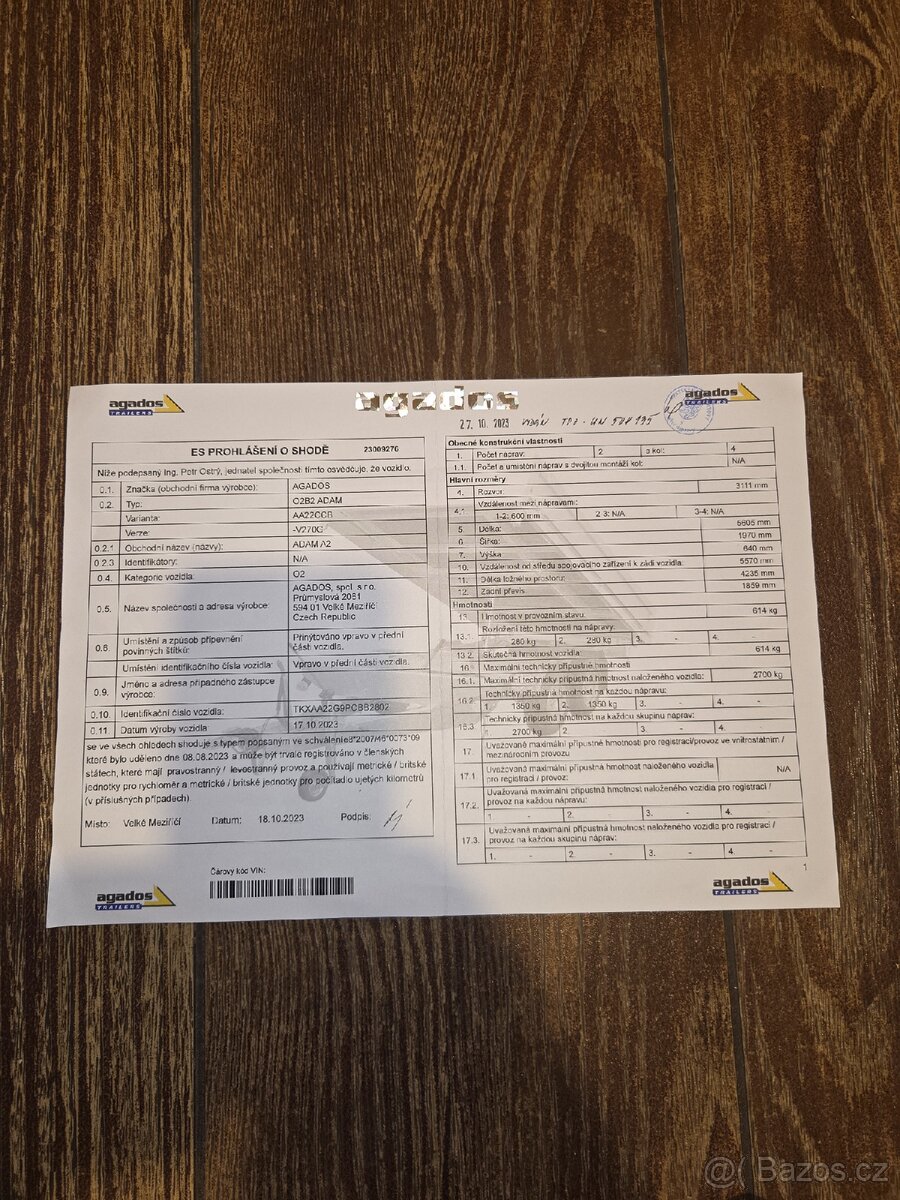 agados
TRAILERS
agados
agados
TRAILERS
27. 10. 2023
ES PROHLÁŠENÍ O SHODĚ 23009276
Níže podepsaný Ing. Petr Ostrý, jednatel společnosti tímto osvědčuje, že vozidlo:
0.1. Značka (obchodní firma výrobce): AGADOS
0.2. Typ: O2B2 ADAM
Varianta: AA22CCB
Verze: -V270G
0.2.1 Obchodní název (názvy): ADAM A2
0.2.3 Identifikátory: N/A
0.4. Kategorie vozidla: O2
0.5. Název společnosti a adresa výrobce: AGADOS, spol. s r.o.
Průmyslová 2081
594 01 Velké Meziříčí
Czech Republic
0.8. Umístění a způsob připevnění
povinných štítků: Přinýtováno vpravo v přední
části vozidla.
Umístění identifikačního čísla vozidla: Vpravo v přední části vozidla.
0.9. Jméno a adresa případného zástupce
výrobce:
0.10. Identifikační číslo vozidla: TKXAA22G9PCBB2802
0.11. Datum výroby vozidla: 17.10.2023
se ve všech ohledech shoduje s typem popsaným ve schválení e8*2007/46*0073*09
které bylo uděleno dne 08.08.2023 a může být trvale registrováno v členských
státech, které mají pravostranný / levostranný provoz a používají metrické / britské
jednotky pro rychloměr a metrické / britské jednotky pro počítadlo ujetých kilometrů
(v příslušných případech).
Místo: Velké Meziříčí Datum: 18.10.2023 Podpis:
Čárový kód VIN:
agados
TRAILERS
Obecné konstrukční vlastnosti
1. Počet náprav: 2 a kol: 4
1.1. Počet a umístění náprav s dvojitou montáží kol: N/A
Hlavní rozměry
4. Rozvor: 3111 mm
4.1 Vzdálenost mezi nápravami:
1-2: 600 mm 2-3: N/A 3-4: N/A
5. Délka: 5605 mm
6. Šířka: 1970 mm
7. Výška 640 mm
10. Vzdálenost od středu spojovacího zařízení k zádi vozidla: 5570 mm
11. Délka ložného prostoru: 4235 mm
12. Zadní převis 1859 mm
Hmotnosti
13. Hmotnost v provozním stavu: 614 kg
13.1. Rozložení této hmotnosti na nápravy:
1. 280 kg 2. 280 kg 3. - 4.
13.2. Skutečná hmotnost vozidla: 614 kg
16. Maximální technicky přípustné hmotnosti
16.1. Maximální technicky přípustná hmotnost naloženého vozidla: 2700 kg
16.2. Technicky přípustná hmotnost na každou nápravu:
1. 1350 kg 2. 1350 kg 3. - 4. -
16.3. Technicky přípustná hmotnost na každou skupinu náprav:
1. 2700 kg 2. - 3. - 4. -
17. Uvažované maximální přípustné hmotnosti pro registraci/provoz ve vnitrostátním /
mezinárodním provozu
17.1 Uvažovaná maximální přípustná hmotnost naloženého vozidla
pro registraci / provoz: N/A
17.2. Uvažovaná maximální přípustná hmotnost naloženého vozidla pro registraci /
provoz na každou nápravu:
1. - 2. - 3. - 4.
17.3. Uvažovaná maximální přípustná hmotnost naloženého vozidla pro registraci /
provoz na každou skupinu náprav:
1. - 2. - 3. - 4. -
1
agados
TRAILERS
@( Bazos.cz